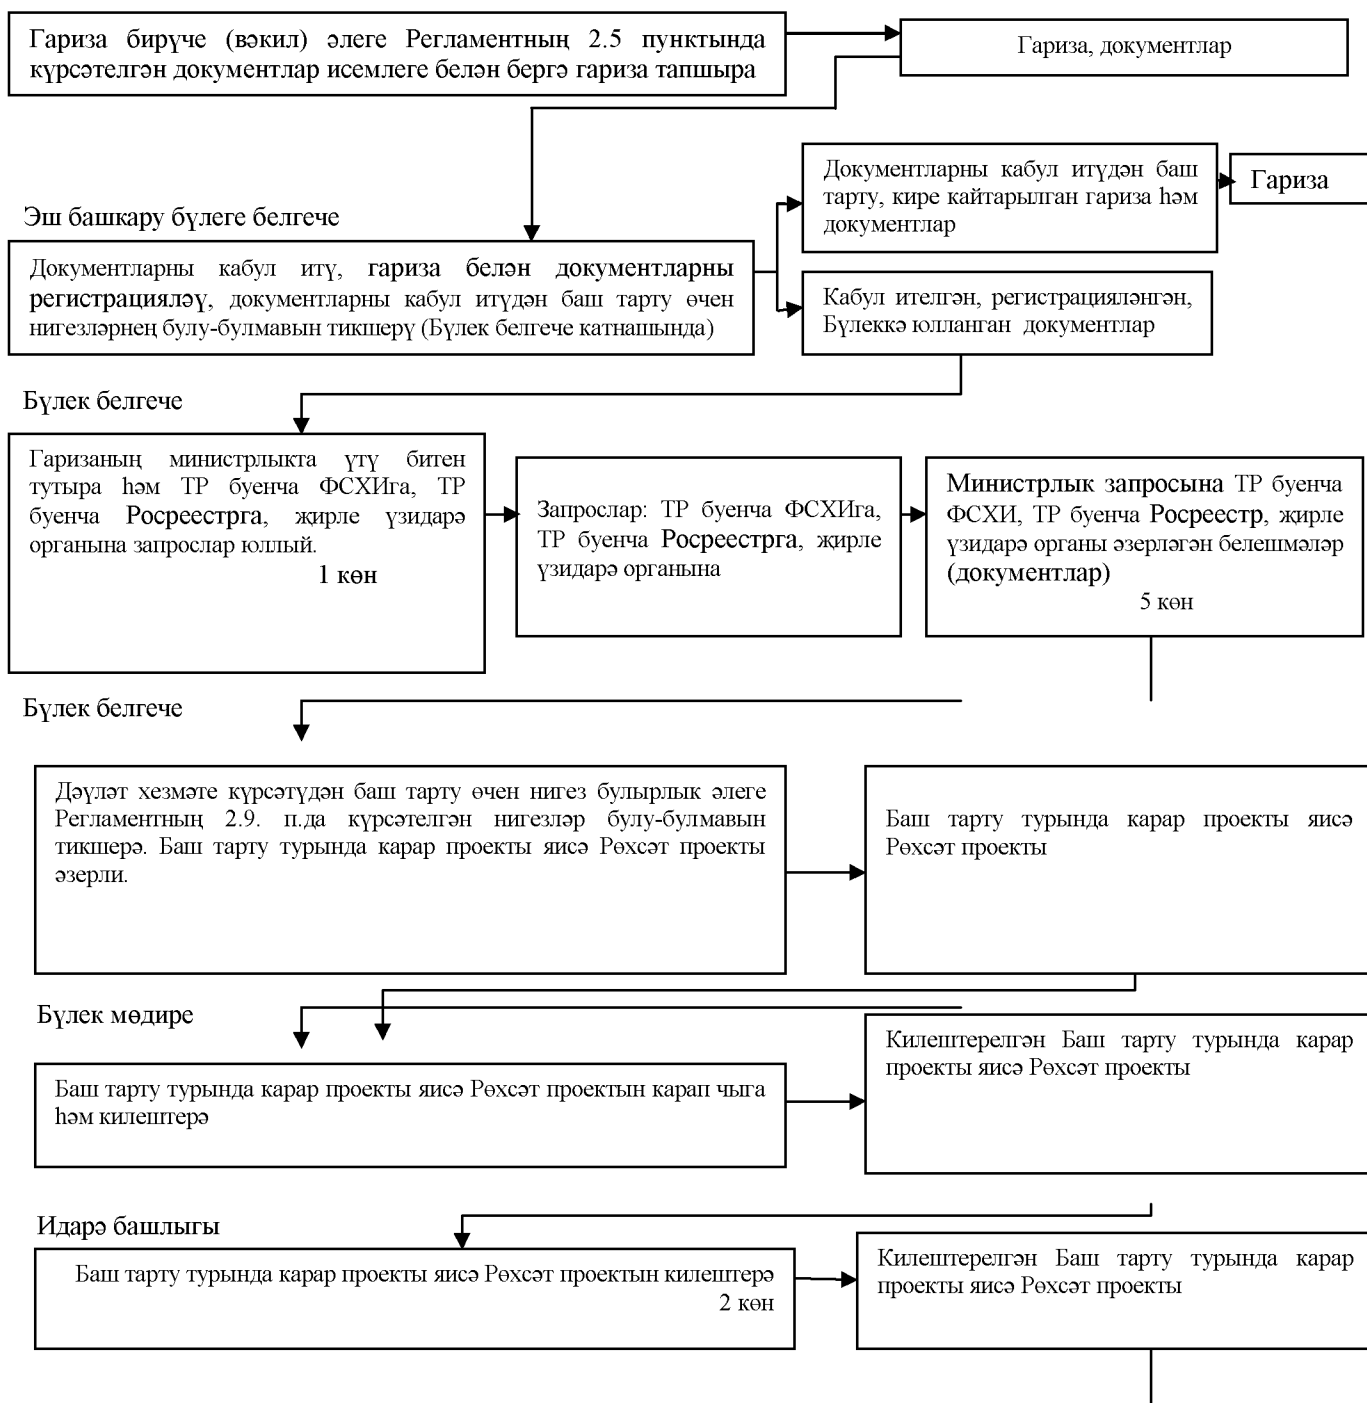 Гариза бирүче (вәкил) әлеге Регламентның 2.5 пунктында
күрсәтелгән документлар исемлеге белән бергә гариза тапшыра
Гариза, документлар
Документларны кабул итүдән баш
тарту, кире кайтарылган гариза һәм
документлар
Гариза
Эш башкару бүлеге белгече
Документларны кабул итү, гариза белән документларны
регистрацияләү, документларны кабул итүдән баш тарту өчен
нигезләрнең булу-булмавын тикшерү (Бүлек белгече катнашында)
Кабул ителгән, регистрацияләнгән,
Бүлеккә юлланган документлар
Бүлек белгече
Гаризаның министрлыкта үтү битен
тутыра һәм ТР буенча ФСХИга, ТР
буенча Росреестрга, җирле үзидарә
органына запрослар юллый.
1 көн
Запрослар: ТР буенча ФСХИга,
ТР буенча Росреестрга, җирле
үзидарә органына
Министрлык запросына ТР буенча
ФСХИ, ТР буенча Росреестр, җирле
үзидарә органы әзерләгән белешмәләр
(документлар)
5 көн
Бүлек белгече
Дәүләт хезмәте күрсәтүдән баш тарту өчен нигез булырлык әлеге
Регламентның 2.9. п.да күрсәтелгән нигезләр булу-булмавын
тикшерә. Баш тарту турында карар проекты яисә Рөхсәт проекты
әзерли.
Баш тарту турында карар проекты яисә
Рөхсәт проекты
Бүлек мөдире
Баш тарту турында карар проекты яисә Рөхсәт проектын карап чыга
һәм килештерә
Килештерелгән Баш тарту турында карар
проекты яисә Рөхсәт проекты
Идарә башлыгы
Баш тарту турында карар проекты яисә Рөхсәт проектын килештерә
2 көн
Килештерелгән Баш тарту турында карар
проекты яисә Рөхсәт проекты